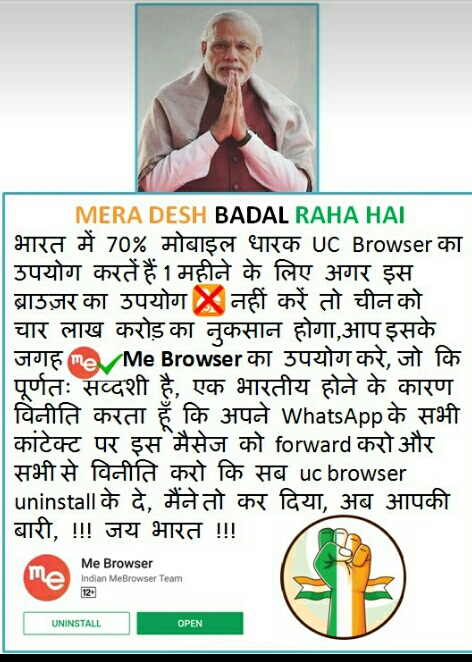 MERA DESH BADAL RAHA HAI
भारत में 70% मोबाइल धारक UC Browser का
उपयोग करतें हैं 1 महीने के लिए अगर इस
ब्राउज़र का उपयोग नहीं करें तो चीन को
चार लाख करोड़ का नुकसान होगा,आप इसके
जगह me Me Browser का उपयोग करे, जो कि
पूर्णतः है, एक भारतीय होने के कारण
विनीति करता हूँ कि अपने WhatsApp के सभी
कांटेक्ट पर इस मैसेज को forward करो और
सभी से विनीति करो कि सब uc browser
uninstall के दे, मैंने तो कर दिया, अब आपकी
बारी, !!! जय भारत !!!
me
Me Browser
Indian MeBrowser Team
12+
UNINSTALL
OPEN